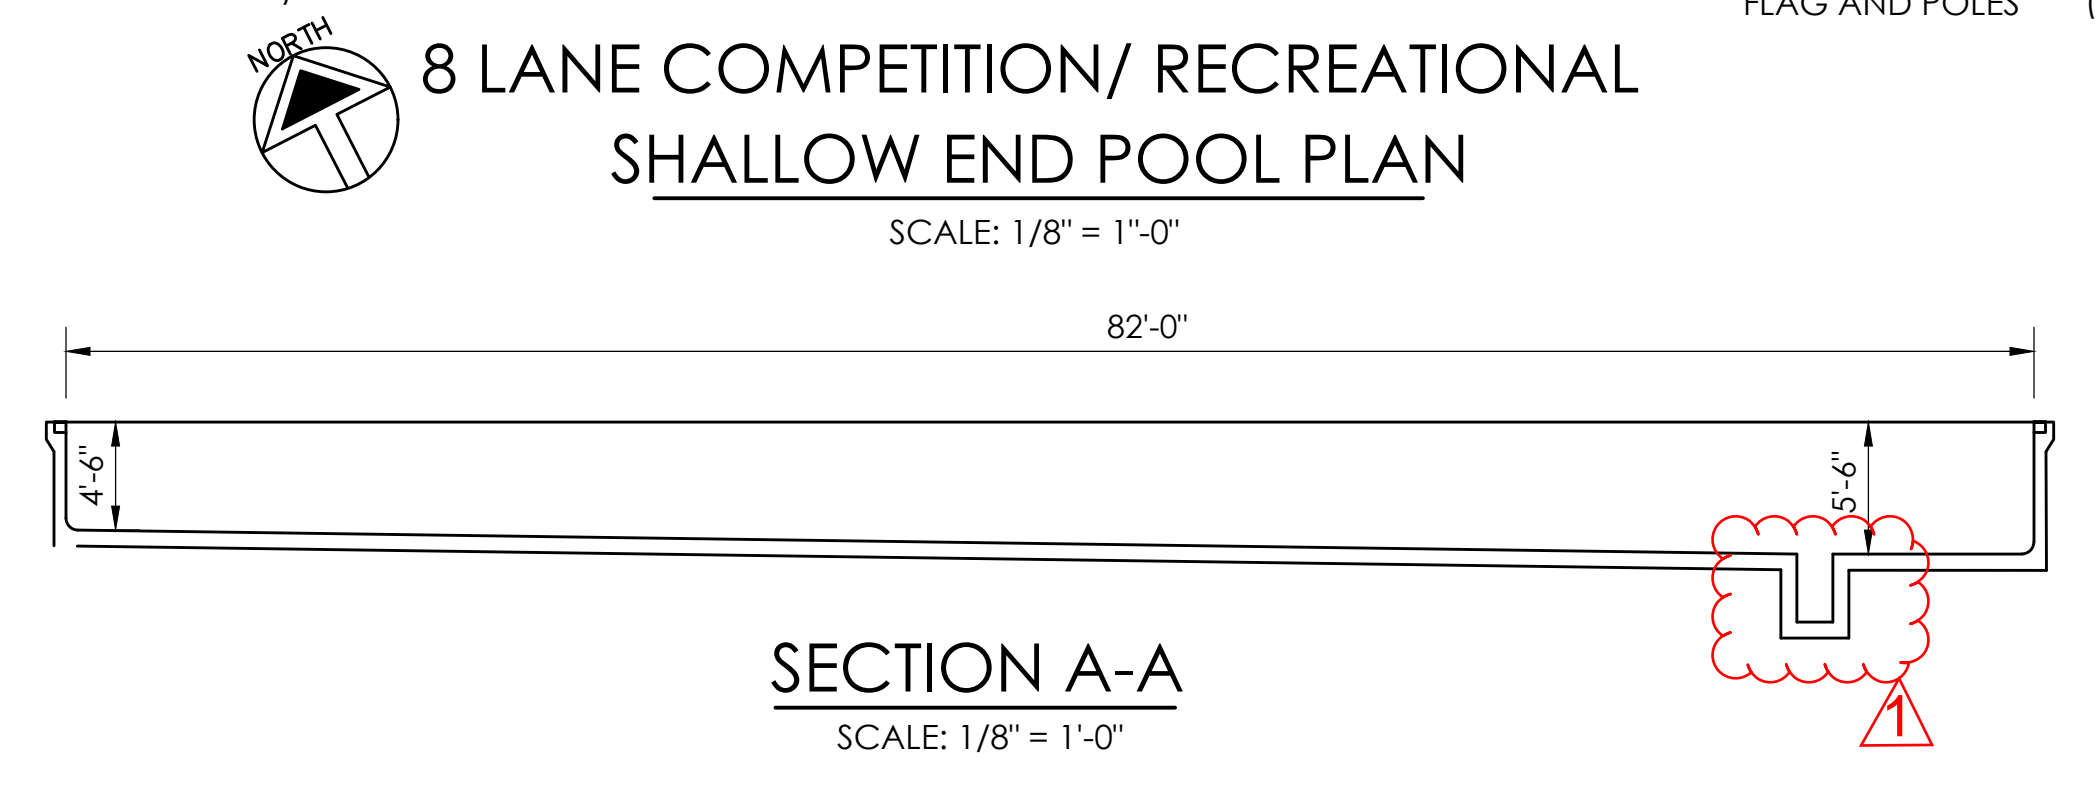 FLAG AND POLES
NORTH
8 LANE COMPETITION/ RECREATIONAL
SHALLOW END POOL PLAN
SCALE: 1/8" = 1"-0"
82'-0"
4'-6"
5'-6"
SECTION A-A
SCALE: 1/8" = 1'-0"
1